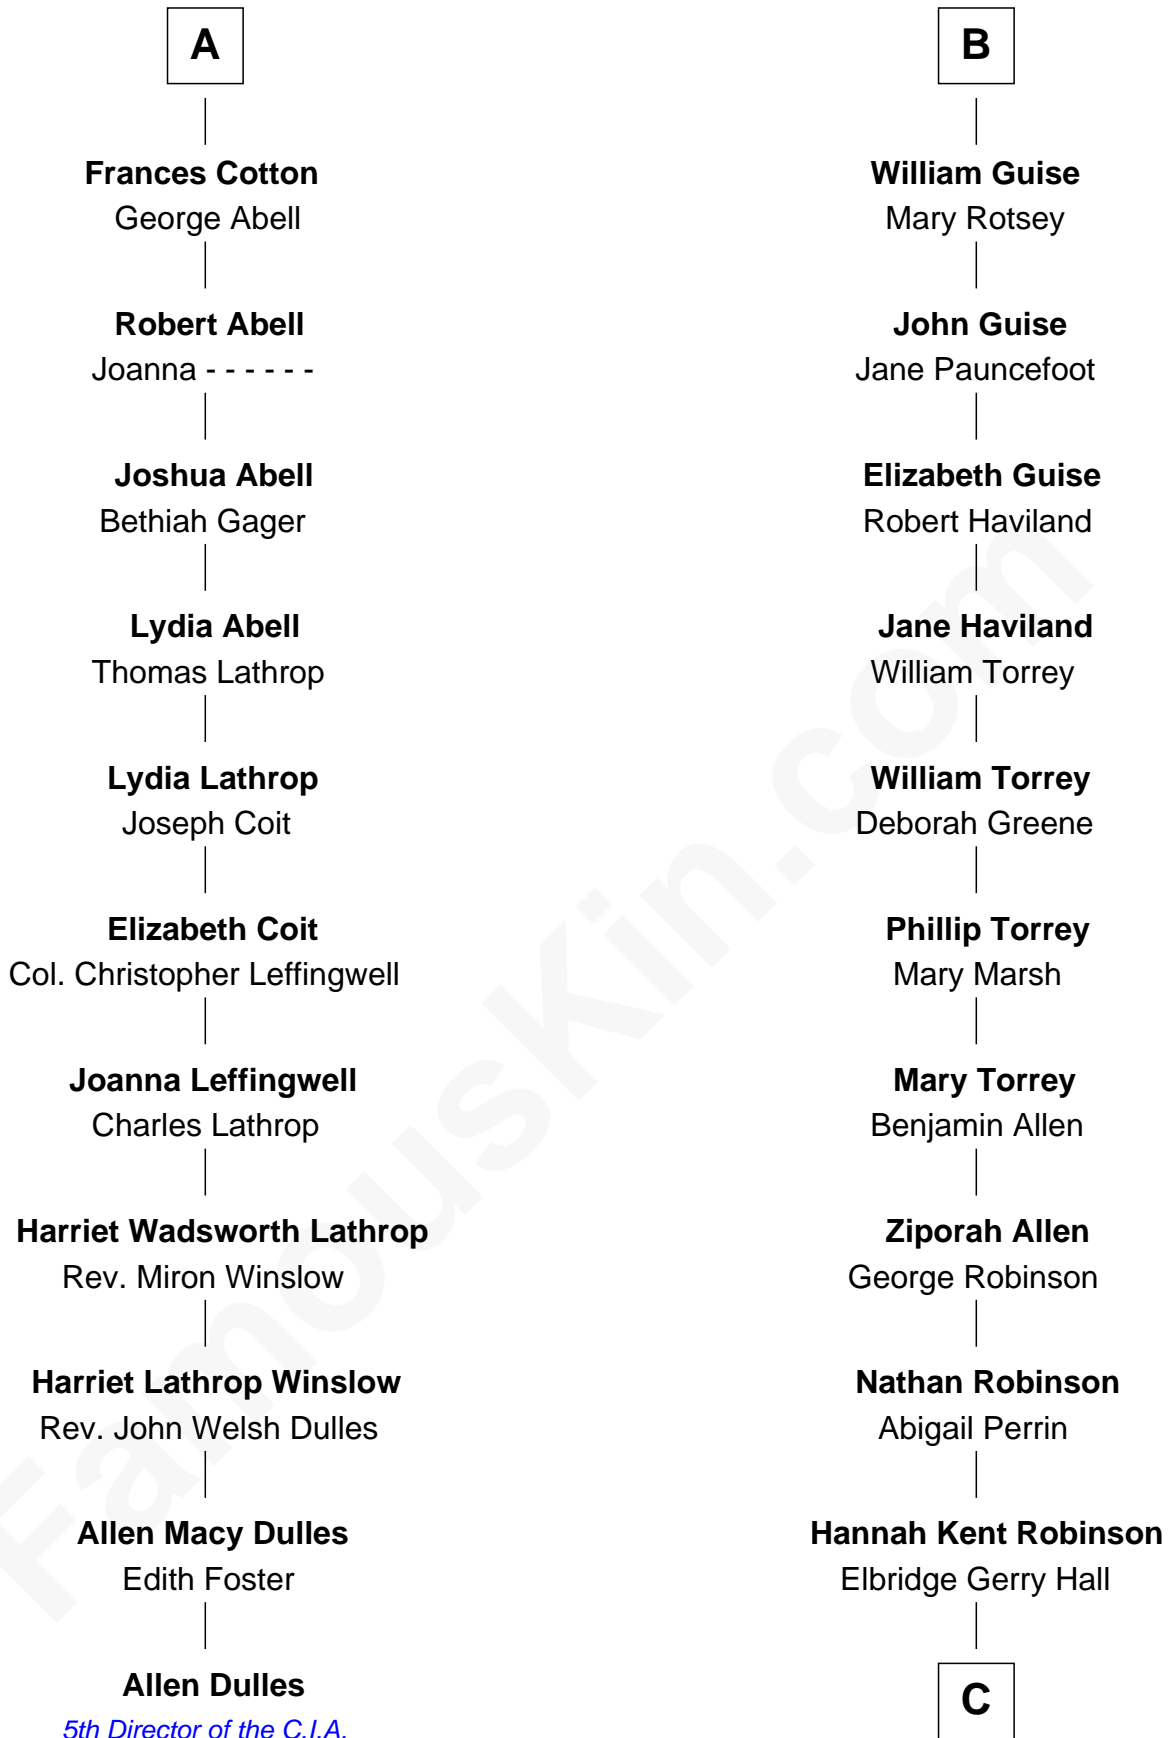 A
Frances Cotton
George Abell
Robert Abell
Joanna - - - - - -
Joshua Abell
Bethiah Gager
Lydia Abell
Thomas Lathrop
Lydia Lathrop
Joseph Coit
Elizabeth Coit
Col. Christopher Leffingwell
Joanna Leffingwell
Charles Lathrop
Harriet Wadsworth Lathrop
Rev. Miron Winslow
Harriet Lathrop Winslow
Rev. John Welsh Dulles
Allen Macy Dulles
Edith Foster
Allen Dulles
5th Director of the C.I.A.
B
William Guise
Mary Rotsey
John Guise
Jane Pauncefoot
Elizabeth Guise
Robert Haviland
Jane Haviland
William Torrey
William Torrey
Deborah Greene
Phillip Torrey
Mary Marsh
Mary Torrey
Benjamin Allen
Ziporah Allen
George Robinson
Nathan Robinson
Abigail Perrin
Hannah Kent Robinson
Elbridge Gerry Hall
C
FamousKin.com